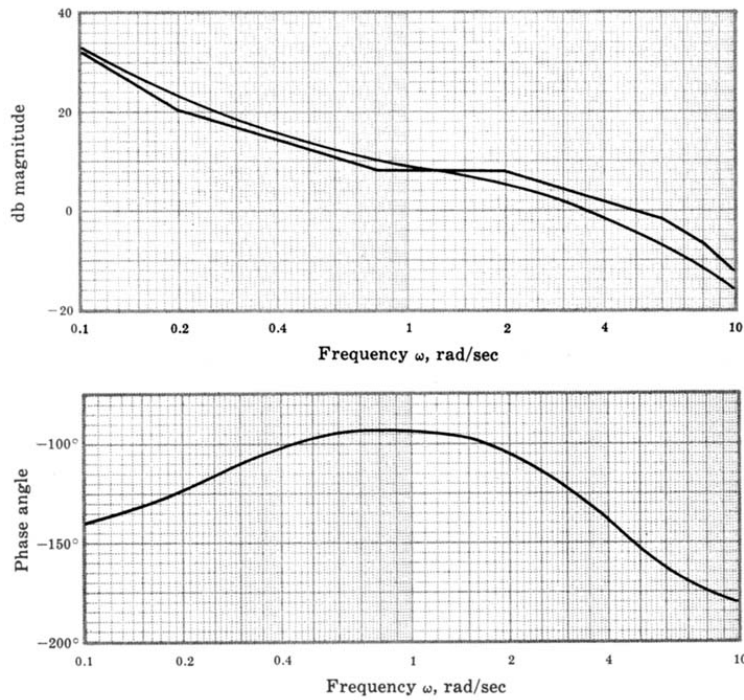 40
20
0
−20
db magnitude
0.1 0.2 0.4 1 2 4 10
Frequency ω, rad/sec
−100°
−150°
−200°
Phase angle
0.1 0.2 0.4 1 2 4 10
Frequency ω, rad/sec